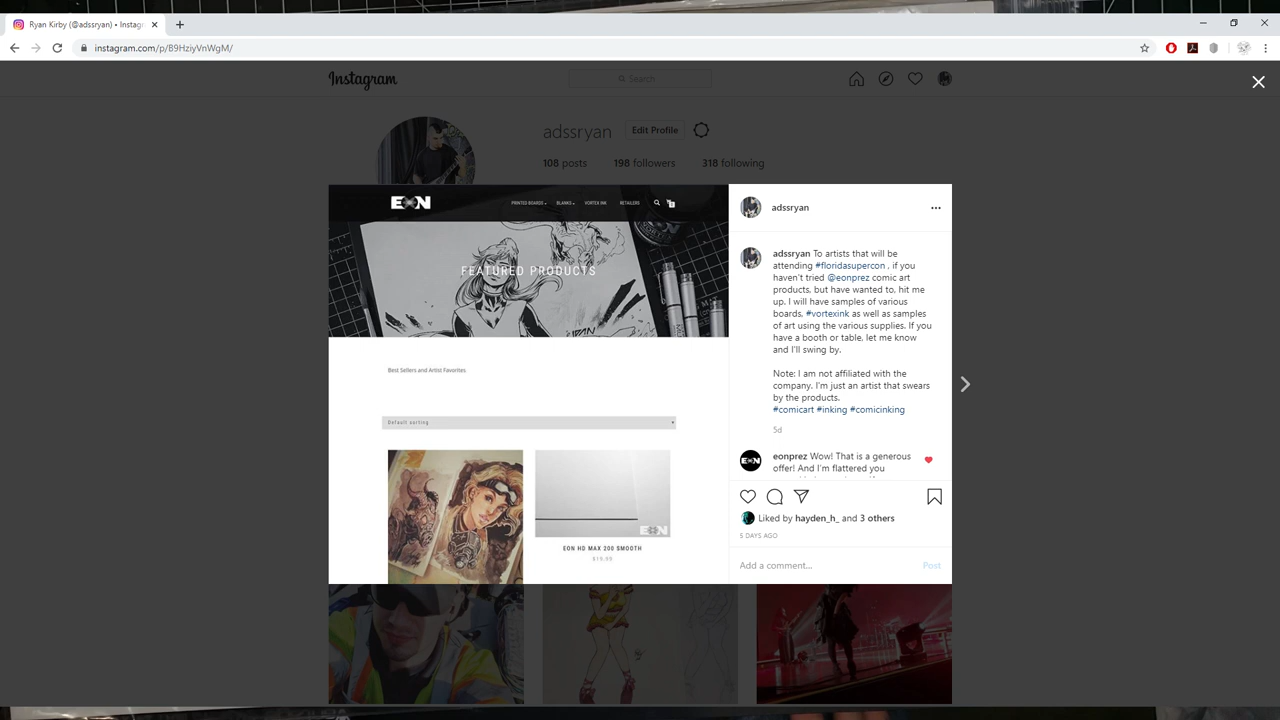 Ryan Kirby (@adssryan) • Instag
instagram.com/p/B9HziyVnWgM/
Instagram
Search
adssryan
Edit Profile
108 posts
198 followers
318 following
EON
PRINTED BOARDS
BLANKS
VORTEX INK
RETAILERS
FEATURED PRODUCTS
Best Sellers and Artist Favorites
Default sorting
EON
EON HD MAX 200 SMOOTH
$19.99
adssryan
adssryan To artists that will be
attending #floridasupercon , if you
haven't tried @eonprez comic art
products, but have wanted to, hit me
up. I will have samples of various
boards, #vortexink as well as samples
of art using the various supplies. If you
have a booth or table, let me know
and I'll swing by.
Note: I am not affiliated with the
company. I'm just an artist that swears
by the products.
#comicart #inking #comicinking
5d
EON
eonprez Wow! That is a generous
offer! And I'm flattered you
Liked by hayden_h_ and 3 others
5 DAYS AGO
Add a comment...
Post